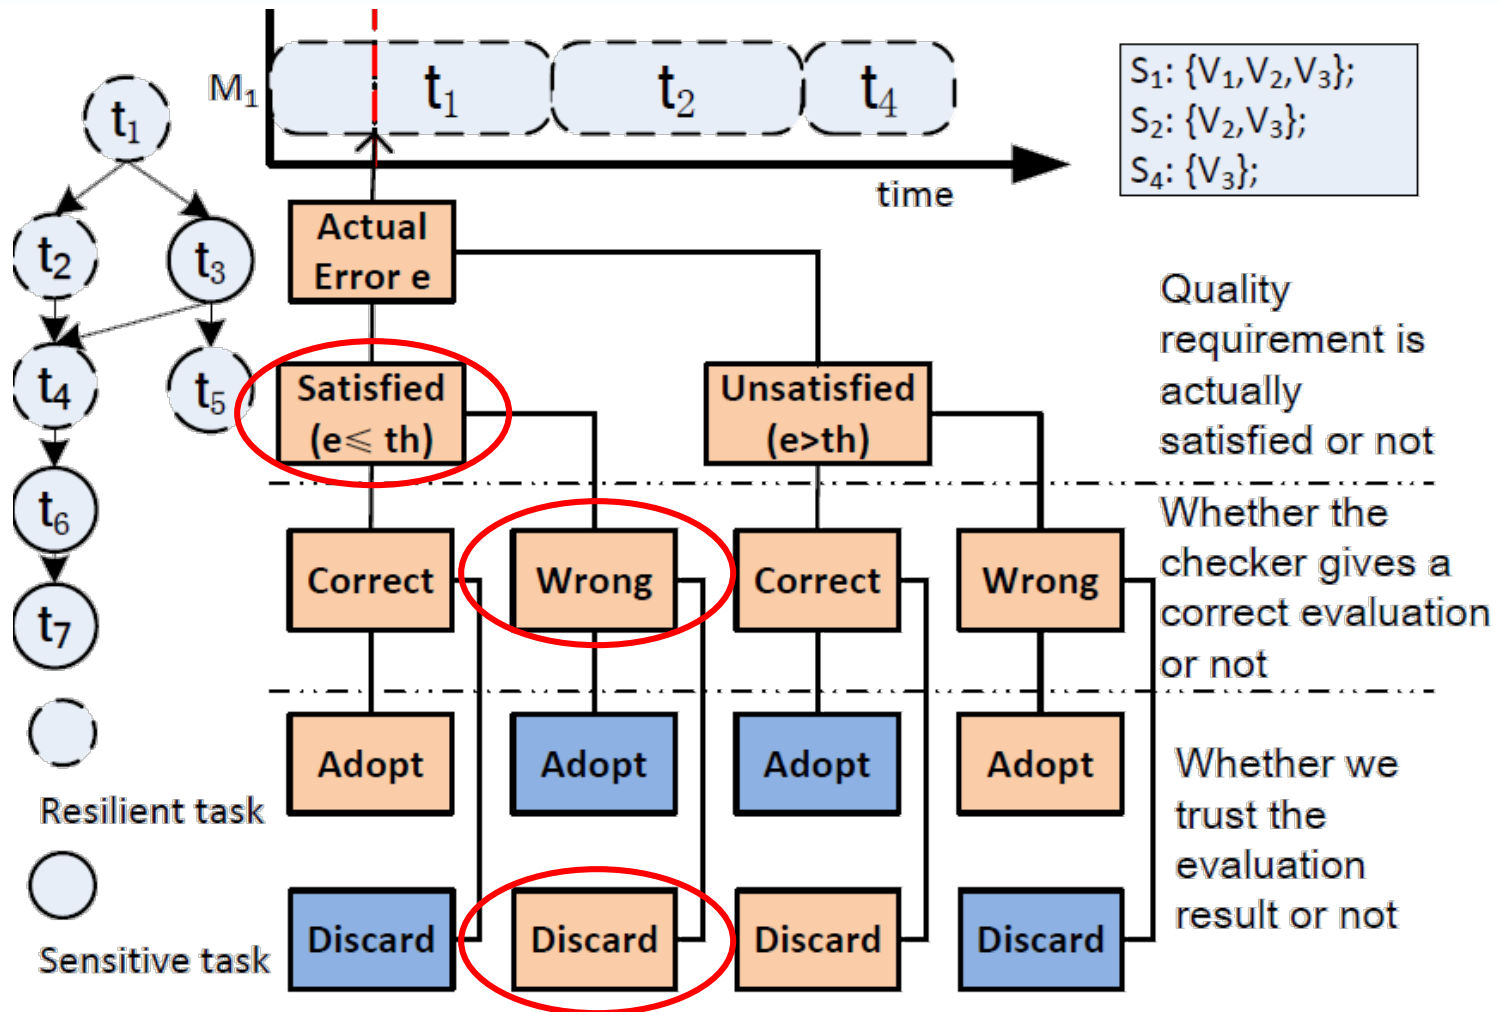 M₁
t₁
t₂
t₄
time
S₁: {V₁,V₂,V₃};
S₂: {V₂,V₃};
S₄: {V₃};
t₁
t₂
t₃
t₄
t₅
t₆
t₇
Resilient task
Sensitive task
Actual
Error e
Satisfied
(e⩽ th)
Unsatisfied
(e>th)
Quality
requirement is
actually
satisfied or not
Correct
Wrong
Correct
Wrong
Whether the
checker gives a
correct evaluation
or not
Adopt
Adopt
Adopt
Adopt
Discard
Discard
Discard
Discard
Whether we
trust the
evaluation
result or not